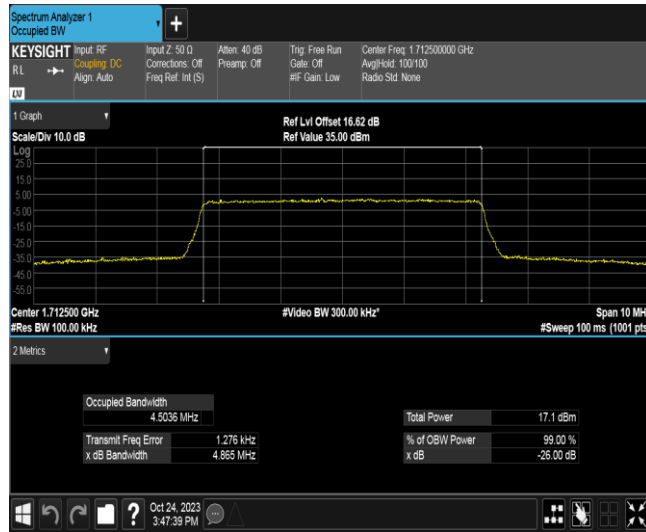 Spectrum Analyzer 1
Occupied BW
+
KEYSIGHT
RL
LXI
Input: RF
Coupling: DC
Align: Auto
Input Z: 50 Ω
Corrections: Off
Freq Ref: Int (S)
Atten: 40 dB
Preamp: Off
Trig: Free Run
Gate: Off
#IF Gain: Low
Center Freq: 1.712500000 GHz
Avg|Hold: 100/100
Radio Std: None
1 Graph
Scale/Div 10.0 dB
Ref Lvl Offset 16.62 dB
Ref Value 35.00 dBm
Log
25.0
15.0
5.00
-5.00
-15.0
-25.0
-35.0
-45.0
-55.0
Center 1.712500 GHz
#Res BW 100.00 kHz
#Video BW 300.00 kHz*
Span 10 MH
#Sweep 100 ms (1001 pts
2 Metrics
Occupied Bandwidth
4.5036 MHz
Transmit Freq Error 1.276 kHz
x dB Bandwidth 4.865 MHz
Total Power 17.1 dBm
% of OBW Power 99.00 %
x dB -26.00 dB
?
Oct 24, 2023
3:47:39 PM